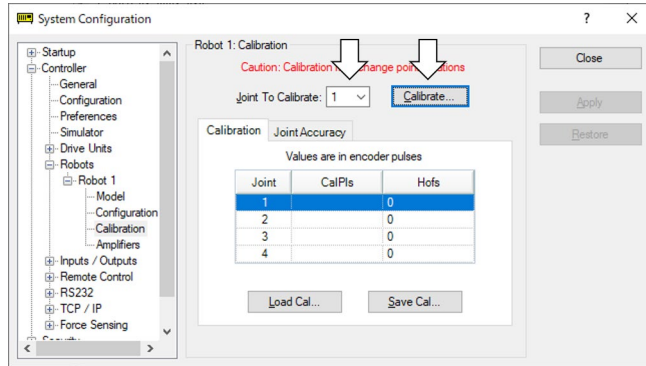 System Configuration
? ×
Startup
Controller
General
Configuration
Preferences
Simulator
Drive Units
Robots
Robot 1
Model
Configuration
Calibration
Amplifiers
Inputs / Outputs
Remote Control
RS232
TCP / IP
Force Sensing
Robot 1: Calibration
Caution: Calibration
Joint To Calibrate: 1
Calibrate...
Calibration Joint Accuracy
Values are in encoder pulses
Joint CalPls Hofs
1 0
2 0
3 0
4 0
Load Cal... Save Cal...
Close
Apply
Restore